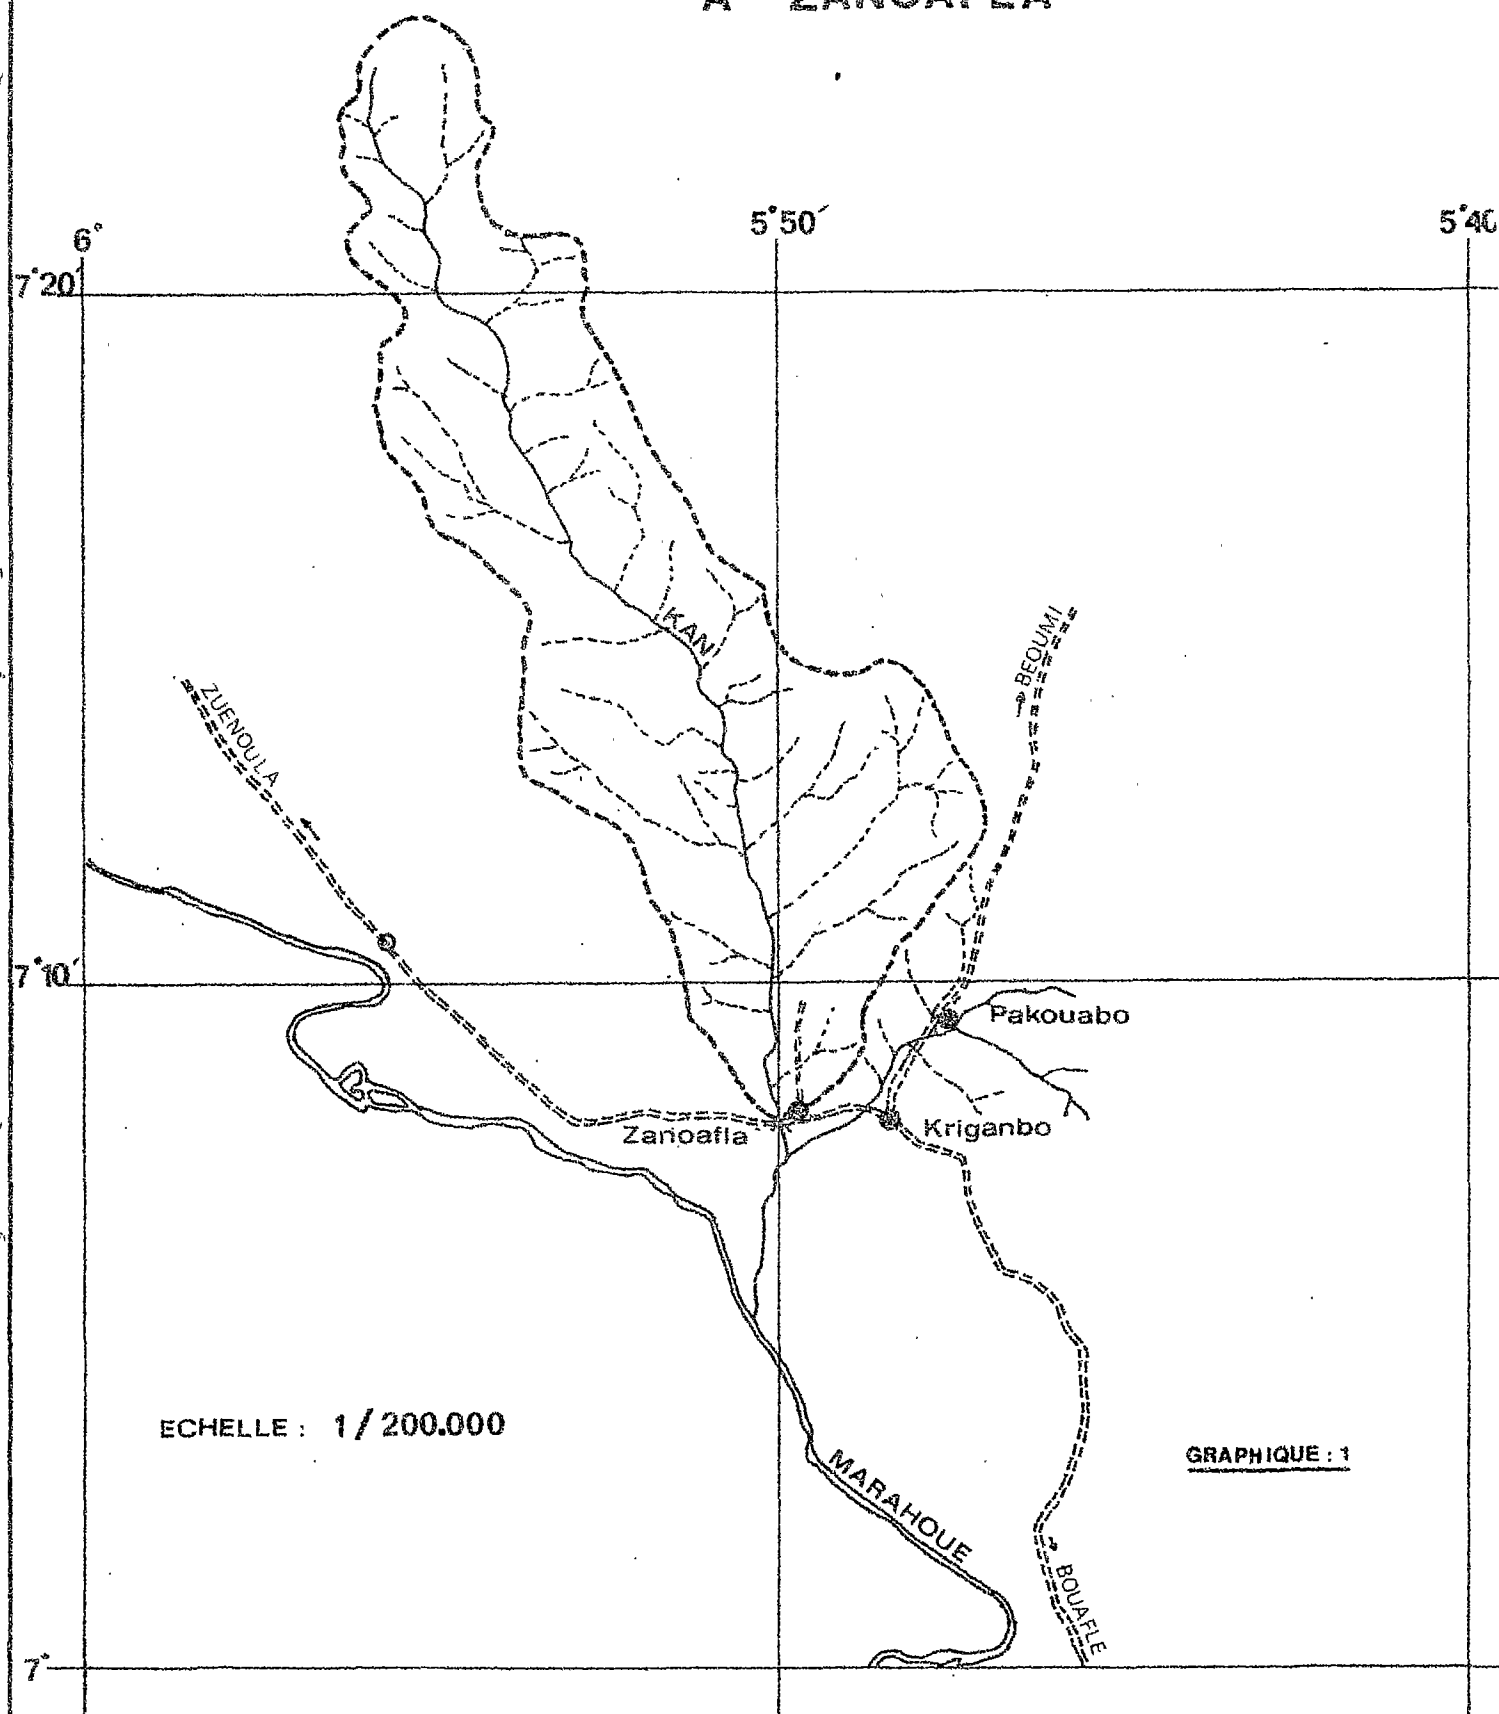 A ZANOAFLA
5°50′
5°40
6°
7°20′
KAN
BEOUMI
ZUENOULA
7°10′
Pakouabo
Zanoafla
Kriganbo
ECHELLE : 1/200.000
GRAPHIQUE : 1
MARAHOUE
BOUAFLE
7°